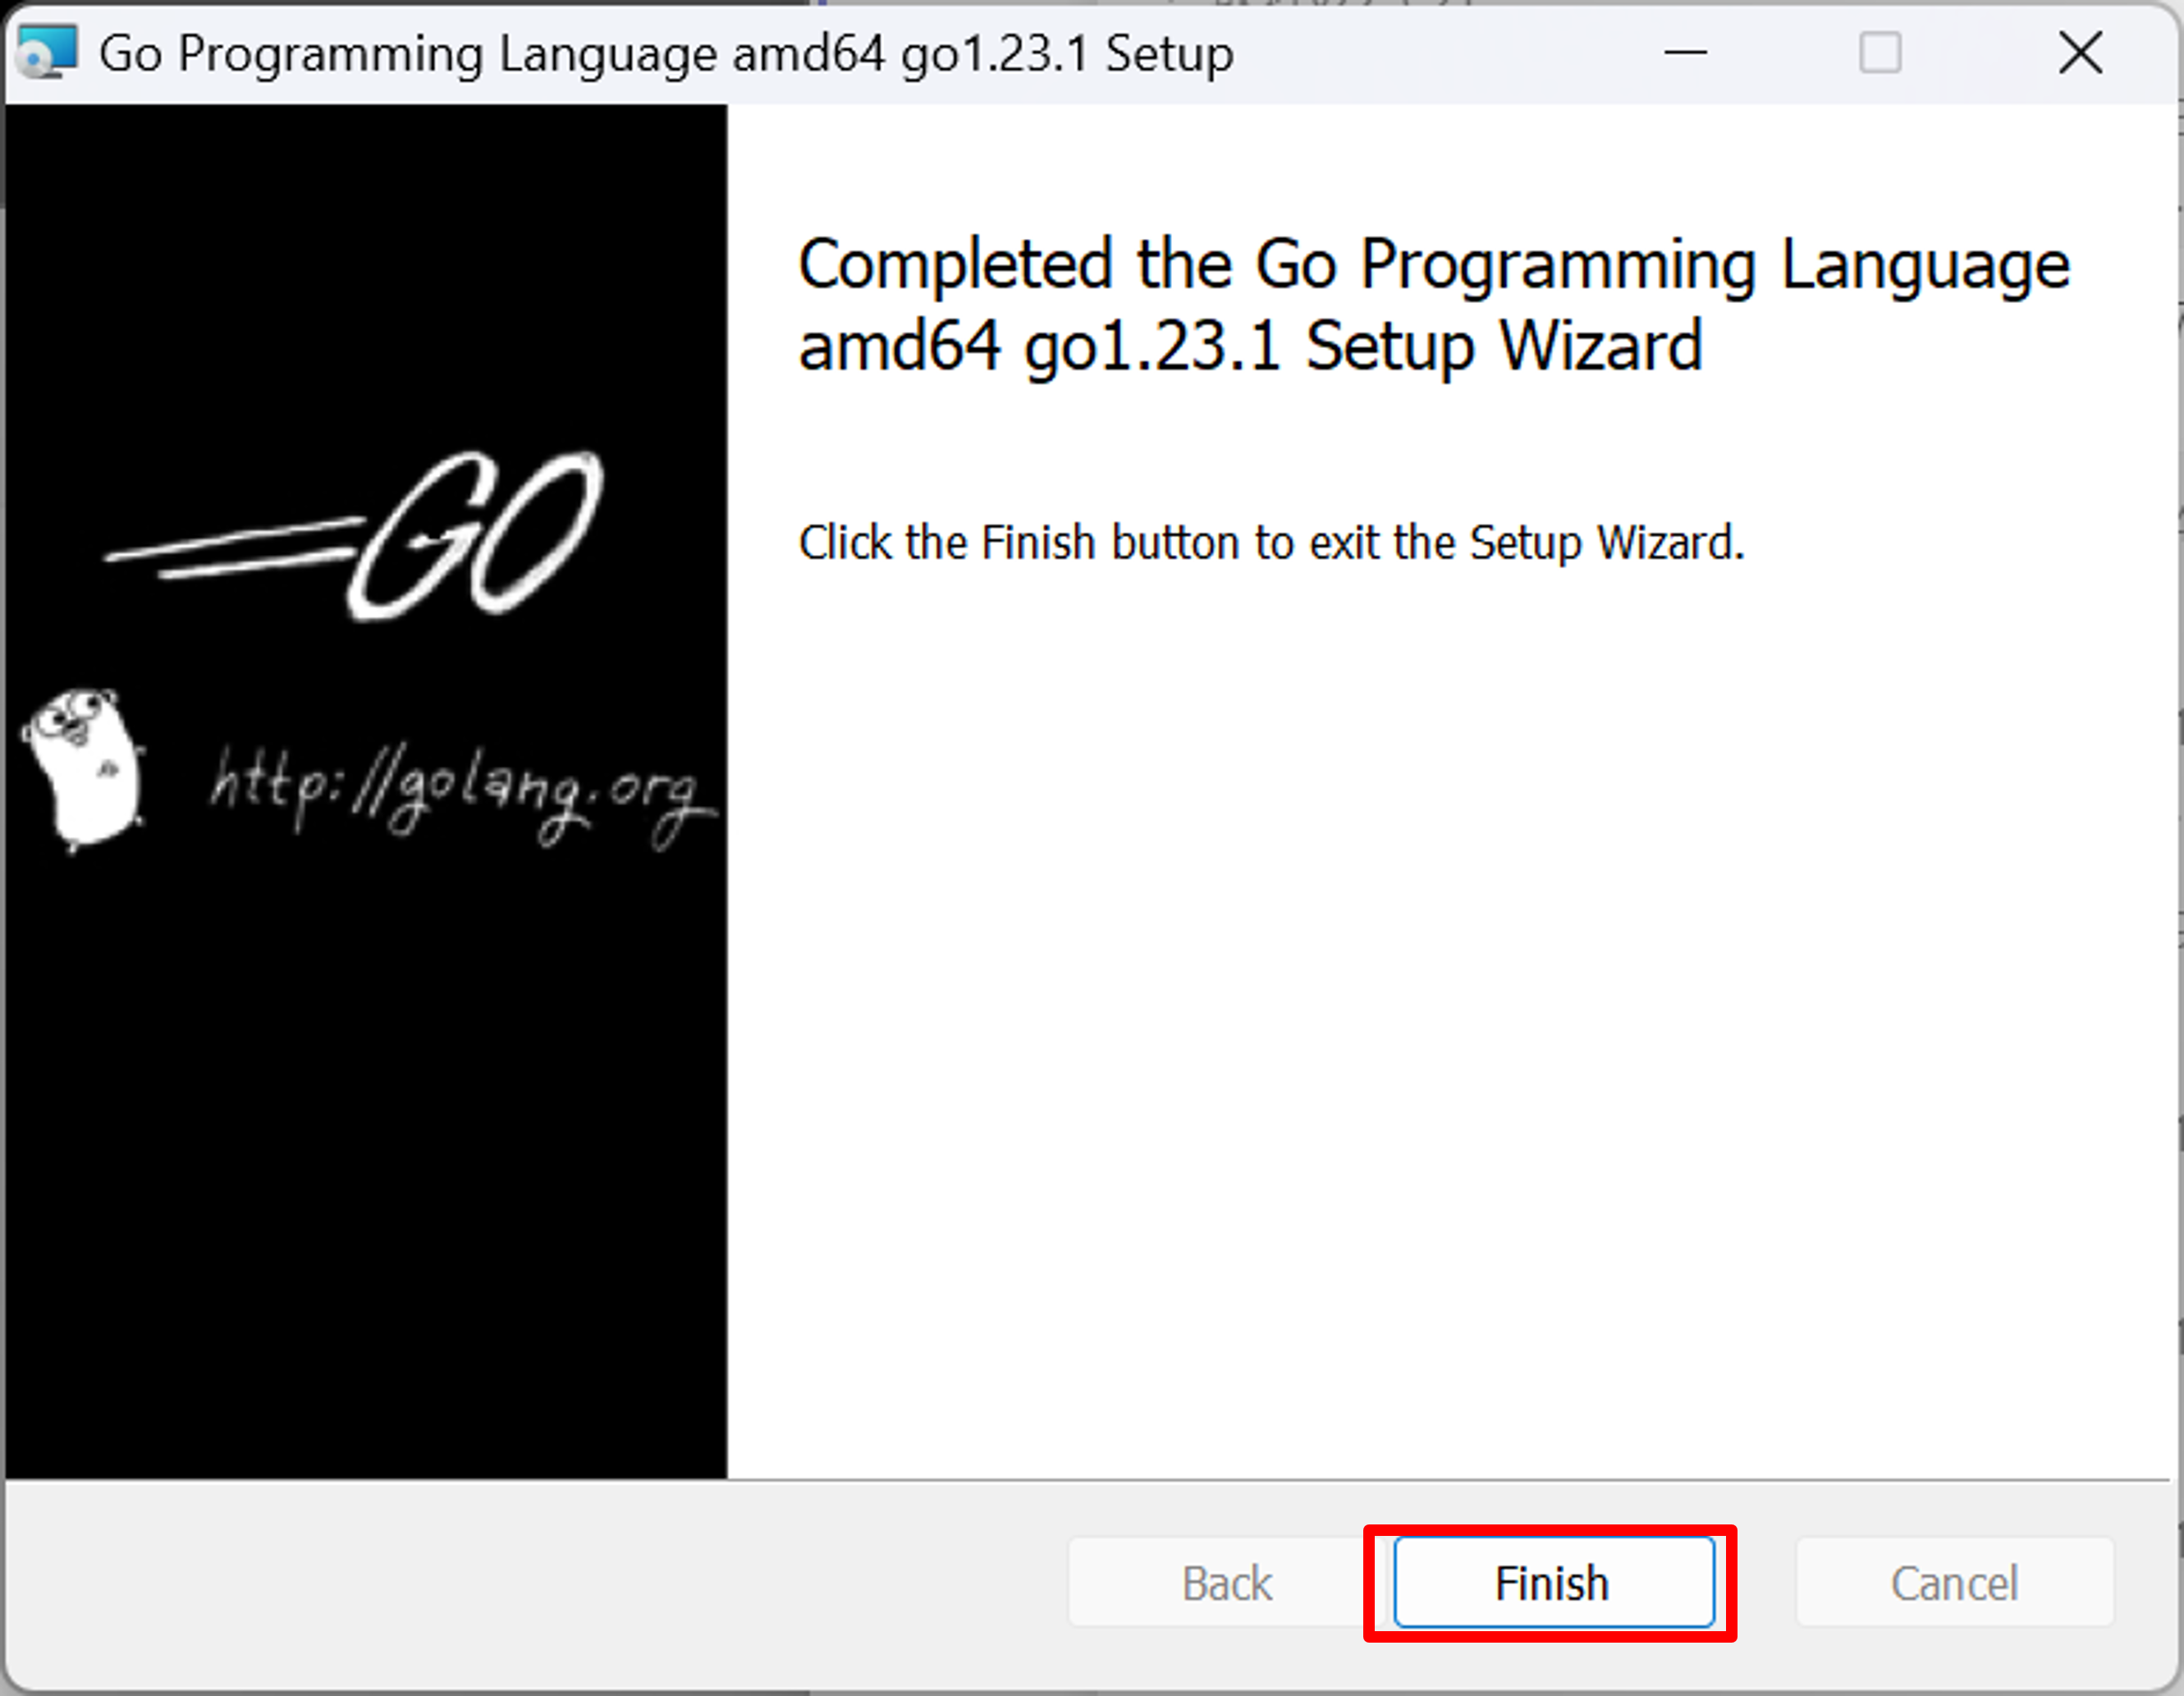 Go Programming Language amd64 go1.23.1 Setup
GO
http://golang.org
Completed the Go Programming Language
amd64 go1.23.1 Setup Wizard
Click the Finish button to exit the Setup Wizard.
Back
Finish
Cancel